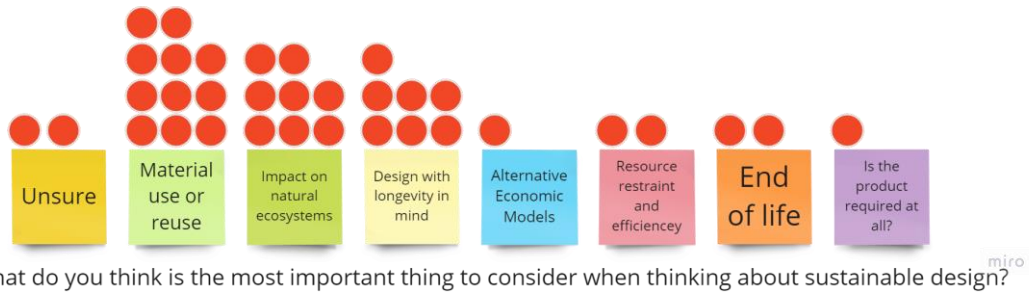 Unsure
Material
use or
reuse
Impact on
natural
ecosystems
Design with
longevity in
mind
Alternative
Economic
Models
Resource
restraint
and
efficiencey
End
of life
Is the
product
required at
all?
miro
hat do you think is the most important thing to consider when thinking about sustainable design?